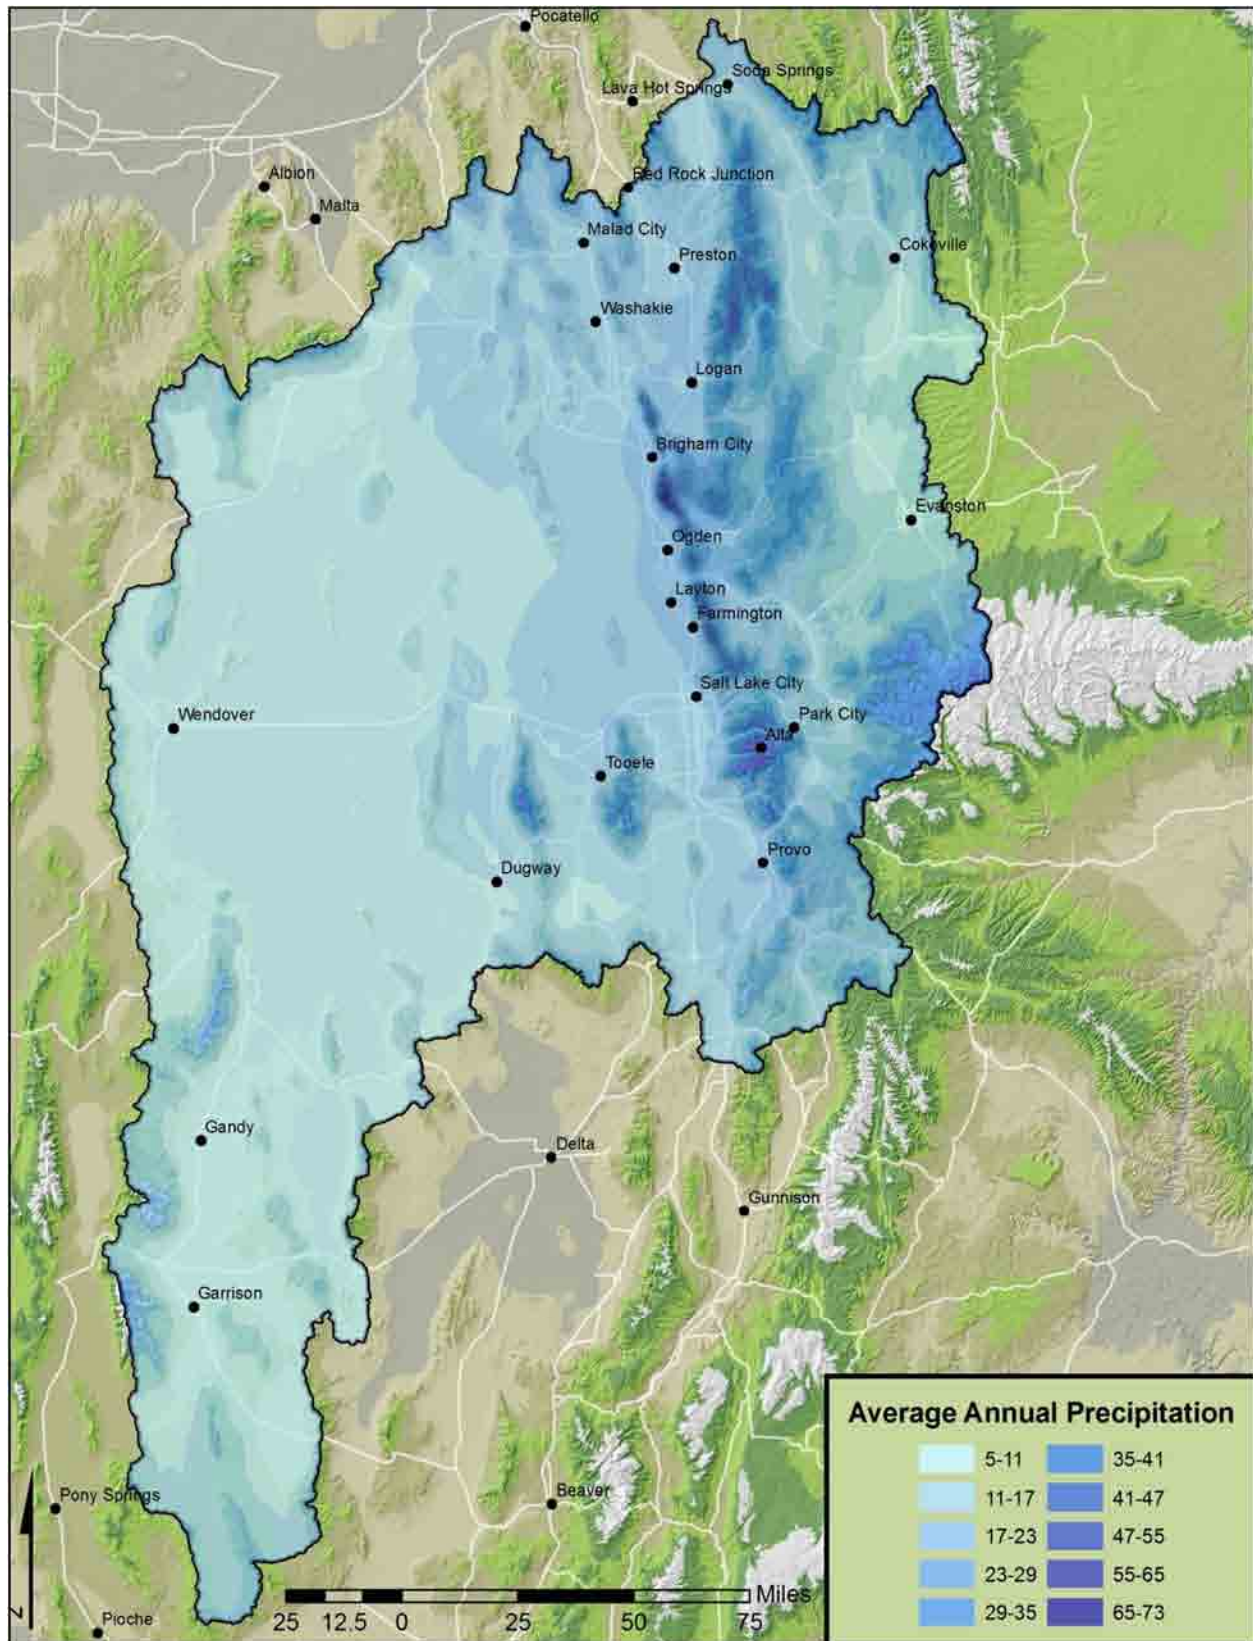 Pocatello
Soda Springs
Lava Hot Springs
Albion
Red Rock Junction
Malta
Malad City
Preston
Cokeville
Washakie
Logan
Brigham City
Evanston
Ogden
Layton
Farmington
Salt Lake City
Wendover
Park City
Alta
Tooele
Provo
Dugway
Gandy
Delta
Gunnison
Garrison
Pony Springs
Beaver
Pioche
Z
Miles
25 12.5 0 25 50 75
Average Annual Precipitation
5-11 35-41
11-17 41-47
17-23 47-55
23-29 55-65
29-35 65-73